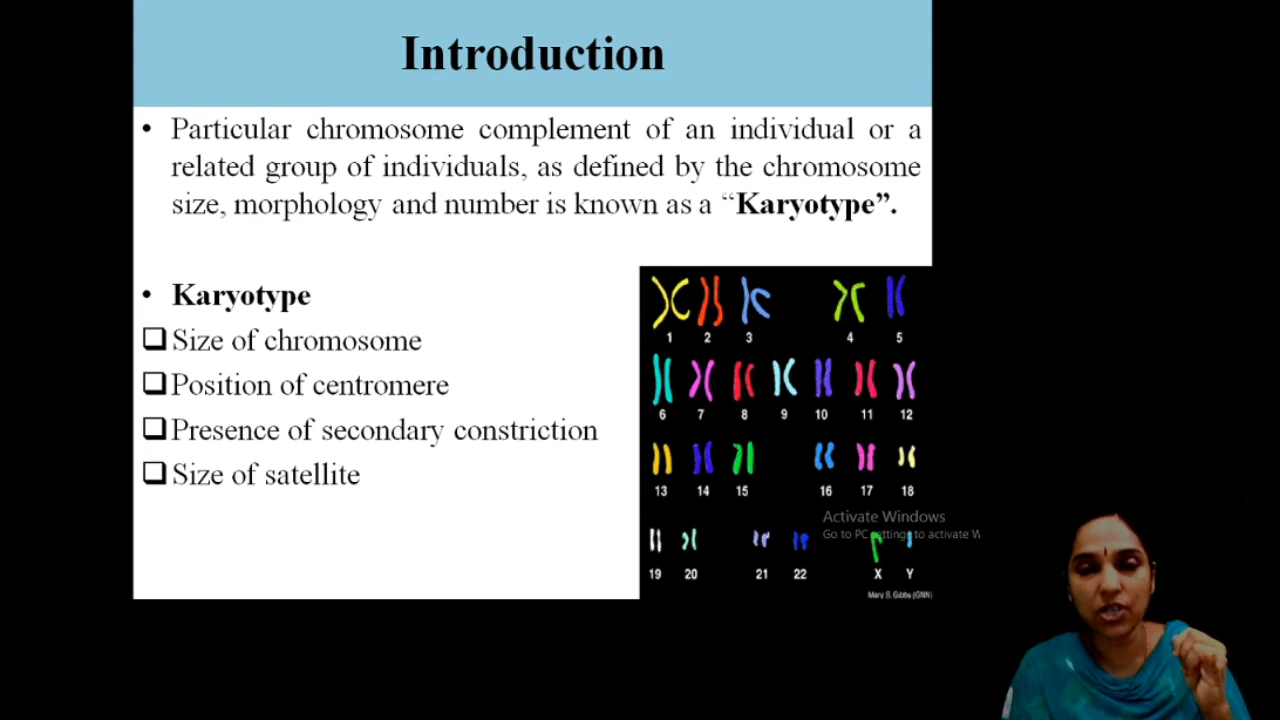 Introduction
• Particular chromosome complement of an individual or a
related group of individuals, as defined by the chromosome
size, morphology and number is known as a “Karyotype”.
• Karyotype
❑ Size of chromosome
❑ Position of centromere
❑ Presence of secondary constriction
❑ Size of satellite
1 2 3 4 5
6 7 8 9 10 11 12
13 14 15 16 17 18
Activate Windows
Go to PC settings to activate W
19 20 21 22 X Y
Mary S. Gibbs (GNN)